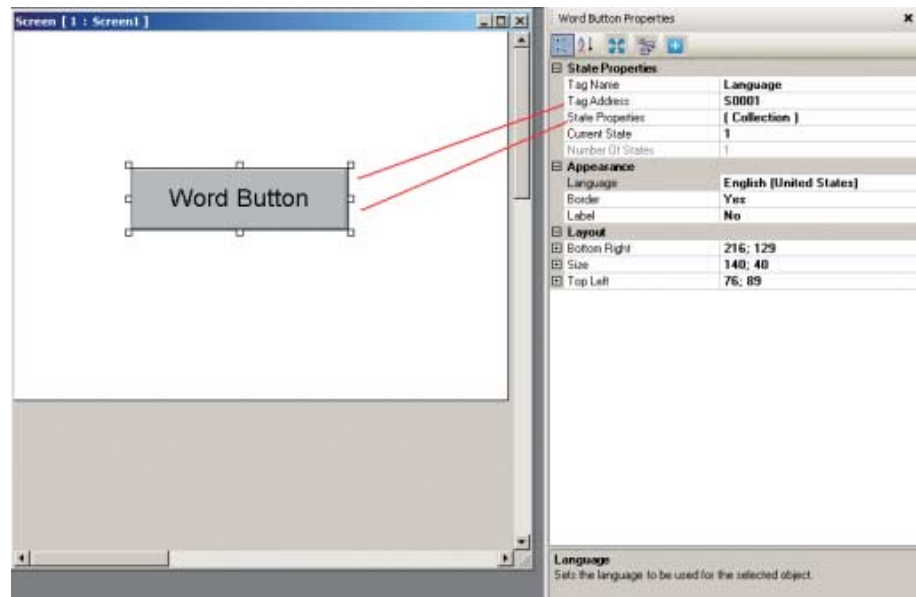 Screen [ 1 : Screen1 ]
Word Button
Word Button Properties
State Properties
Tag Name Language
Tag Address S0001
State Properties ( Collection )
Current State 1
Number Of States 1
Appearance
Language English (United States)
Border Yes
Label No
Layout
Bottom Right 216; 129
Size 140; 40
Top Left 76; 89
Language
Sets the language to be used for the selected object.